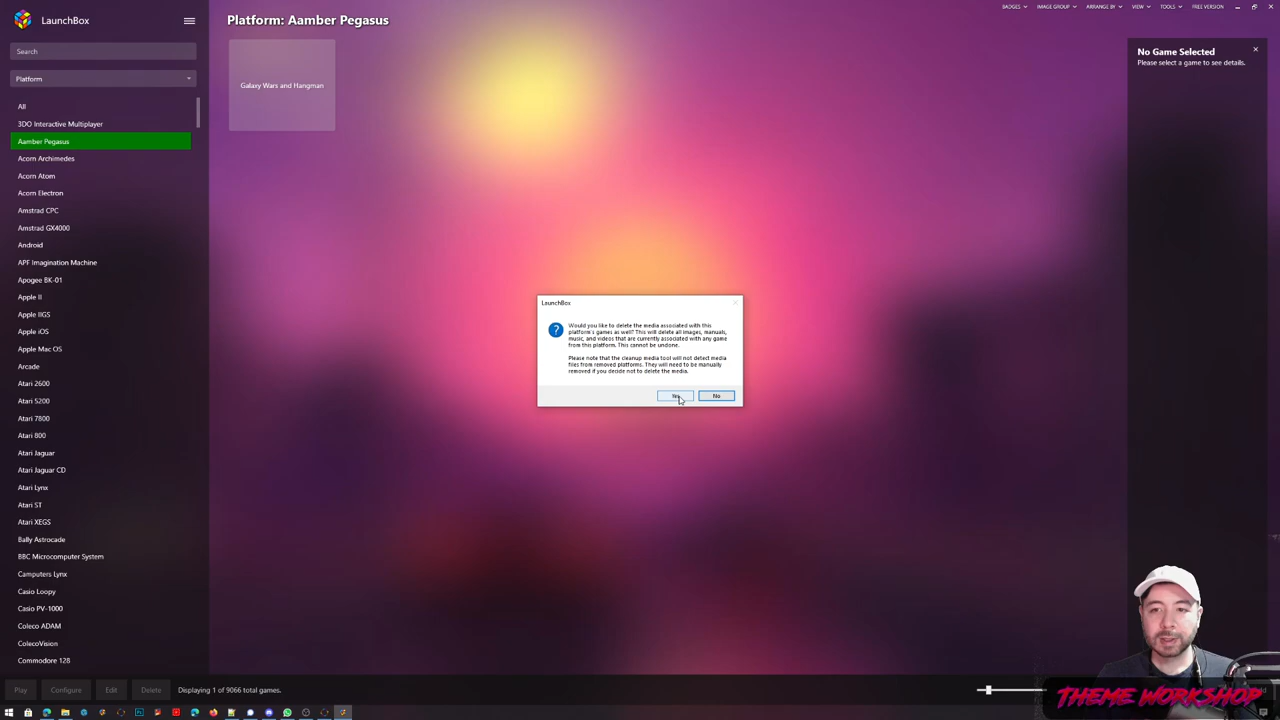 LaunchBox
Platform: Aamber Pegasus
BADGES
IMAGE GROUP
ARRANGE BY
VIEW
TOOLS
FREE VERSION
Search
Platform
All
3DO Interactive Multiplayer
Aamber Pegasus
Acorn Archimedes
Acorn Atom
Acorn Electron
Amstrad CPC
Amstrad GX4000
Android
APF Imagination Machine
Apogee BK-01
Apple II
Apple IIGS
Apple iOS
Apple Mac OS
Arcade
Atari 2600
Atari 5200
Atari 7800
Atari 800
Atari Jaguar
Atari Jaguar CD
Atari Lynx
Atari ST
Atari XEGS
Bally Astrocade
BBC Microcomputer System
Camputers Lynx
Casio Loopy
Casio PV-1000
Coleco ADAM
ColecoVision
Commodore 128
Galaxy Wars and Hangman
No Game Selected
Please select a game to see details.
LaunchBox
Would you like to delete the media associated with this
platform's games as well? This will delete all images, manuals,
music, and videos that are currently associated with any game
from this platform. This cannot be undone.
Please note that the cleanup media tool will not detect media
files from removed platforms. They will need to be manually
removed if you decide not to delete the media.
Yes
No
Play
Configure
Edit
Delete
Displaying 1 of 9066 total games.
THEME WORKSHOP